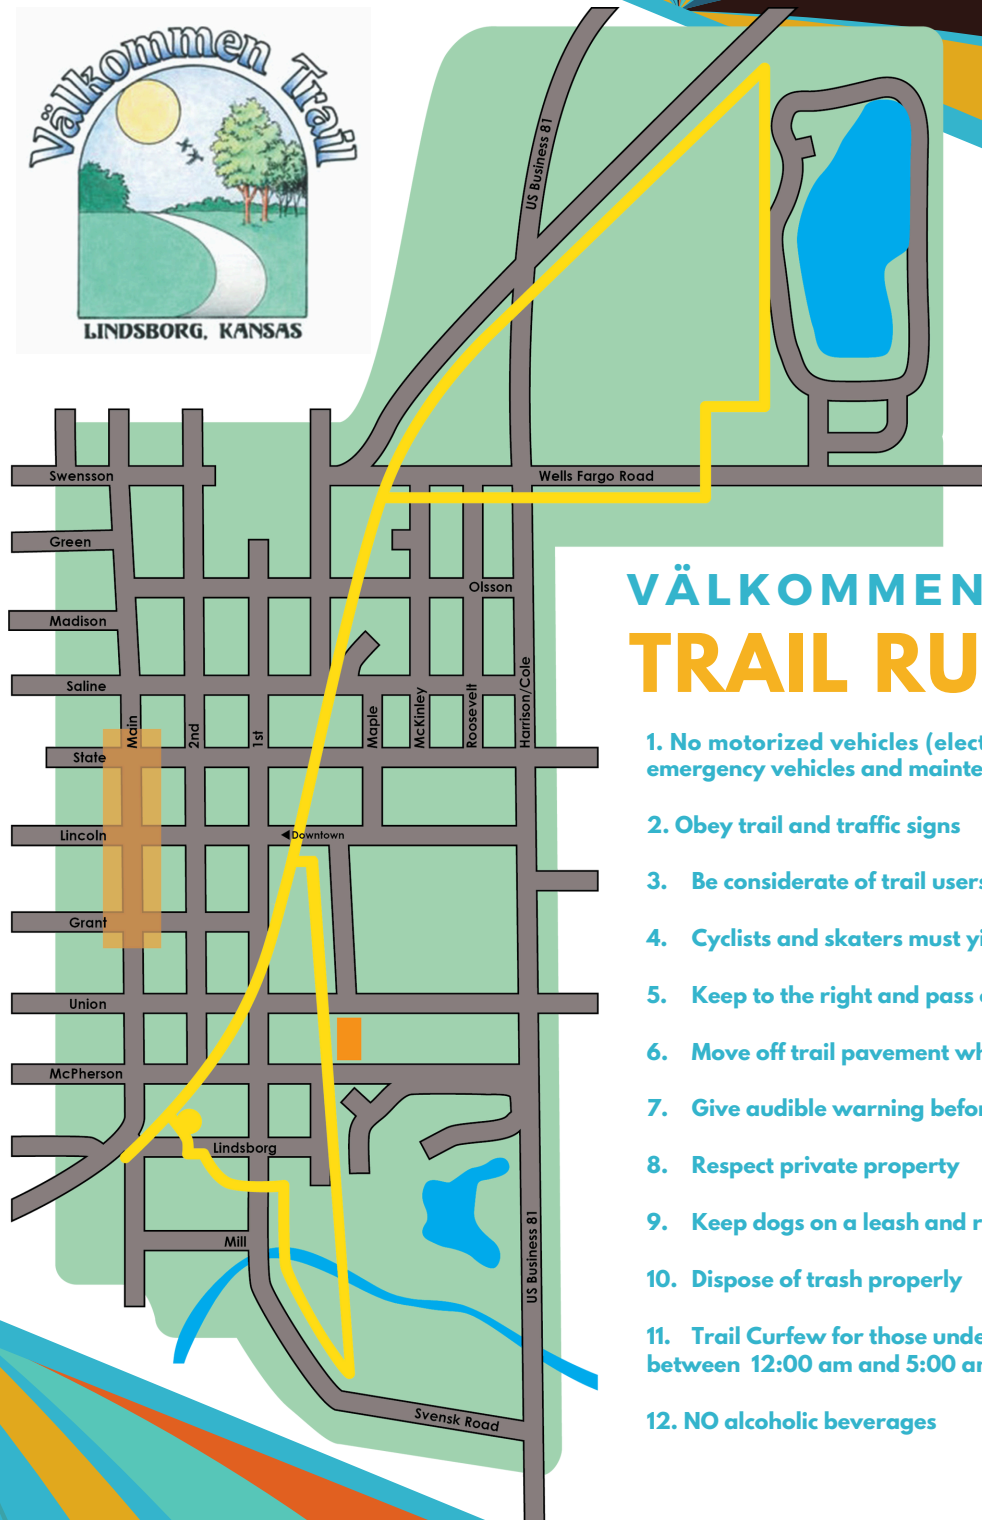 Välkommen Trail
LINDSBORG, KANSAS
US Business 81
Swensson
Wells Fargo Road
Green
Olsson
Madison
Saline
Main
2nd
1st
Maple
McKinley
Roosevelt
Harrison/Cole
State
Lincoln
Downtown
Grant
Union
McPherson
Lindsborg
Mill
US Business 81
Svensk Road
VÄLKOMMEN
TRAIL RU
1. No motorized vehicles (elect
emergency vehicles and mainte
2. Obey trail and traffic signs
3. Be considerate of trail users
4. Cyclists and skaters must yi
5. Keep to the right and pass
6. Move off trail pavement wh
7. Give audible warning befor
8. Respect private property
9. Keep dogs on a leash and r
10. Dispose of trash properly
11. Trail Curfew for those unde
between 12:00 am and 5:00 a
12. NO alcoholic beverages